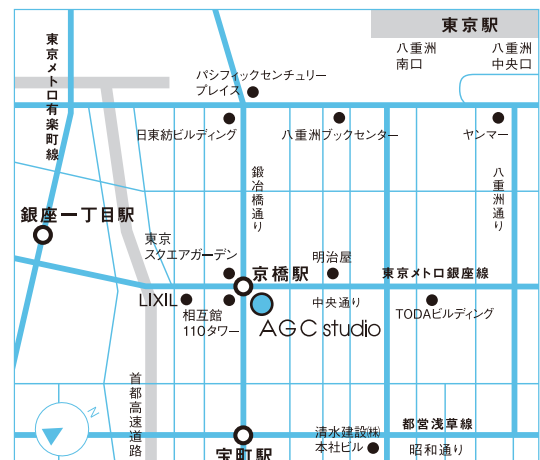 東京駅
八重洲
南口
八重洲
中央口
東京メトロ有楽町線
パシフィックセンチュリー
プレイス
日東紡ビルディング
八重洲ブックセンター
ヤンマー
鍛冶橋通り
八重洲通り
銀座一丁目駅
東京
スクエアガーデン
京橋駅
明治屋
東京メトロ銀座線
LIXIL
相互館
110タワー
中央通り
TODAビルディング
AGC studio
首都高速道路
N
都営浅草線
清水建設㈱
本社ビル
昭和通り
宝町駅